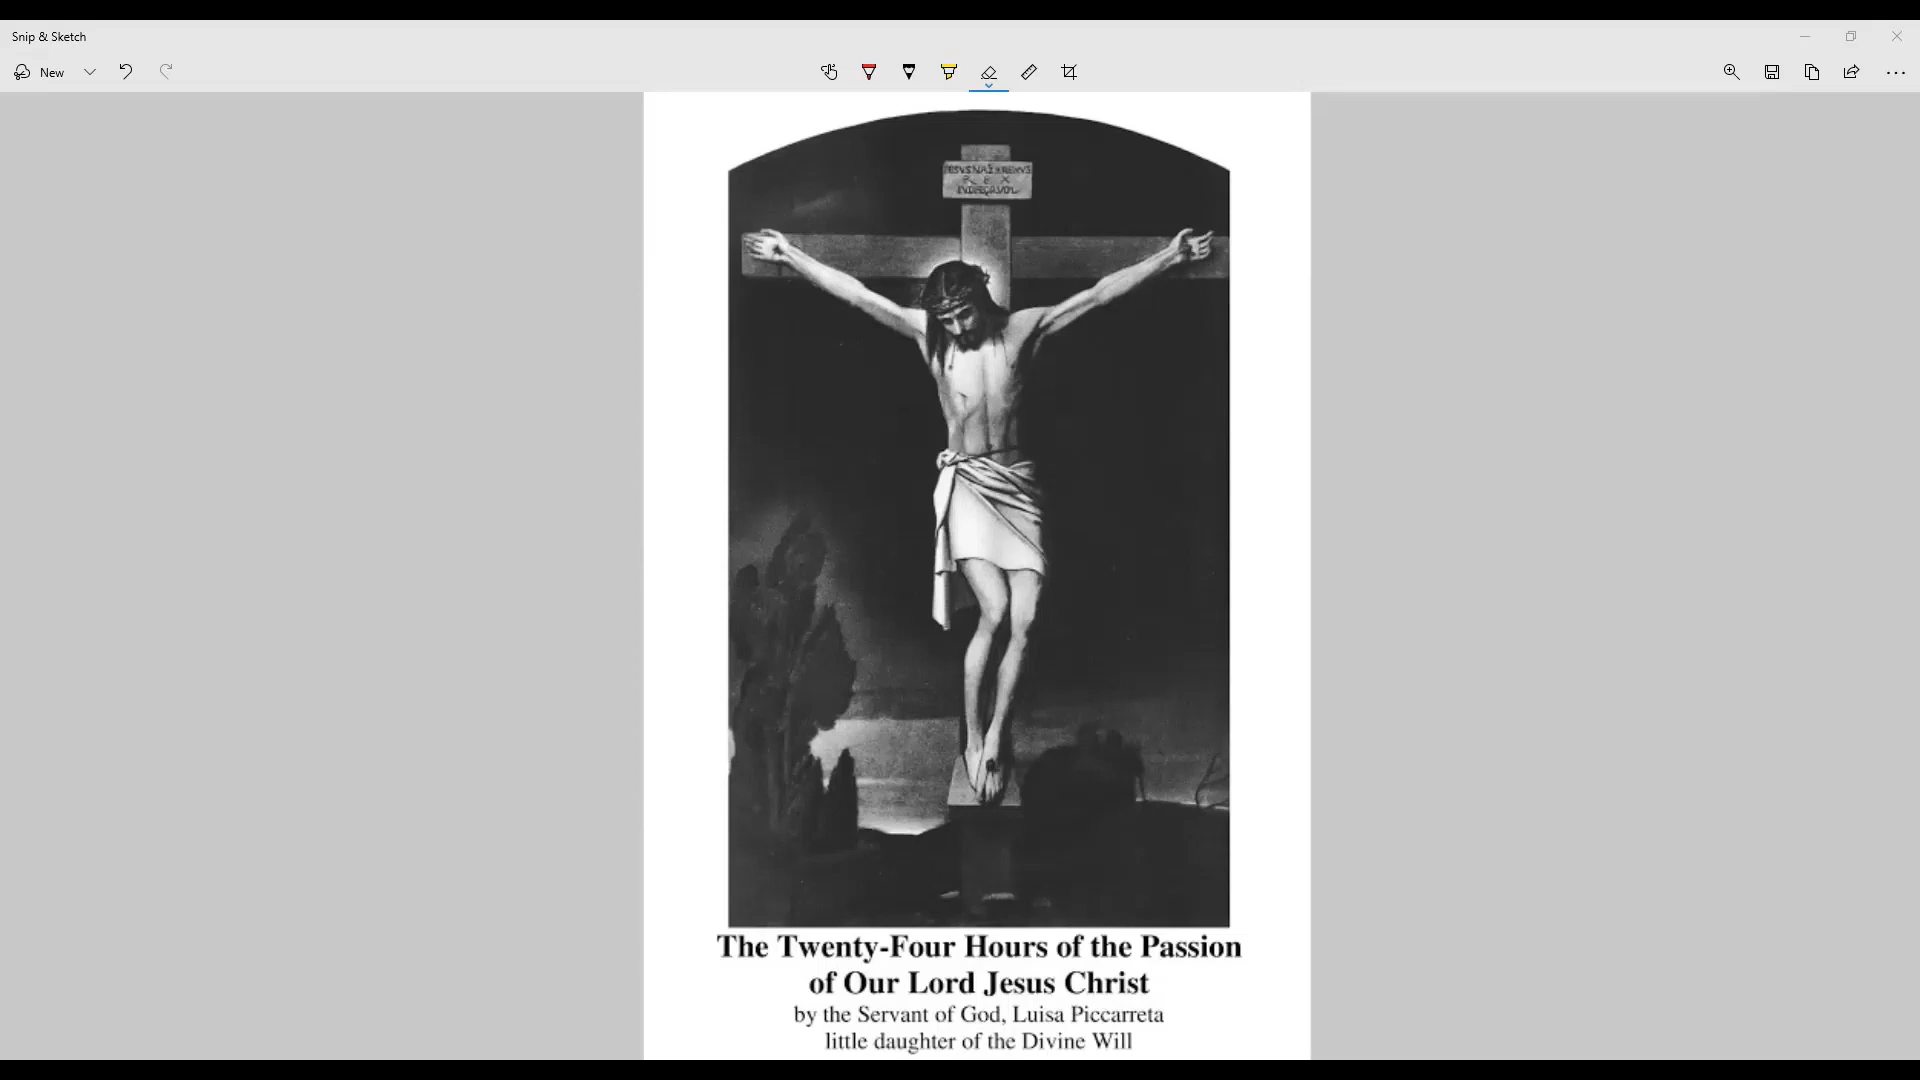 Snip & Sketch
New
R E X
The Twenty-Four Hours of the Passion
of Our Lord Jesus Christ
by the Servant of God, Luisa Piccarreta
little daughter of the Divine Will